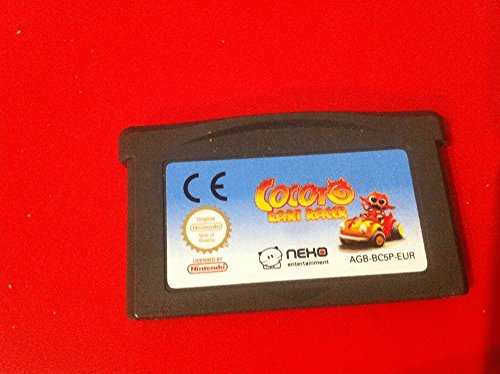 CE
COCOTO
KART RACER
Original
Nintendo
Seal of
Quality
LICENSED BY
Nintendo
neko
entertainment
AGB-BC5P-EUR